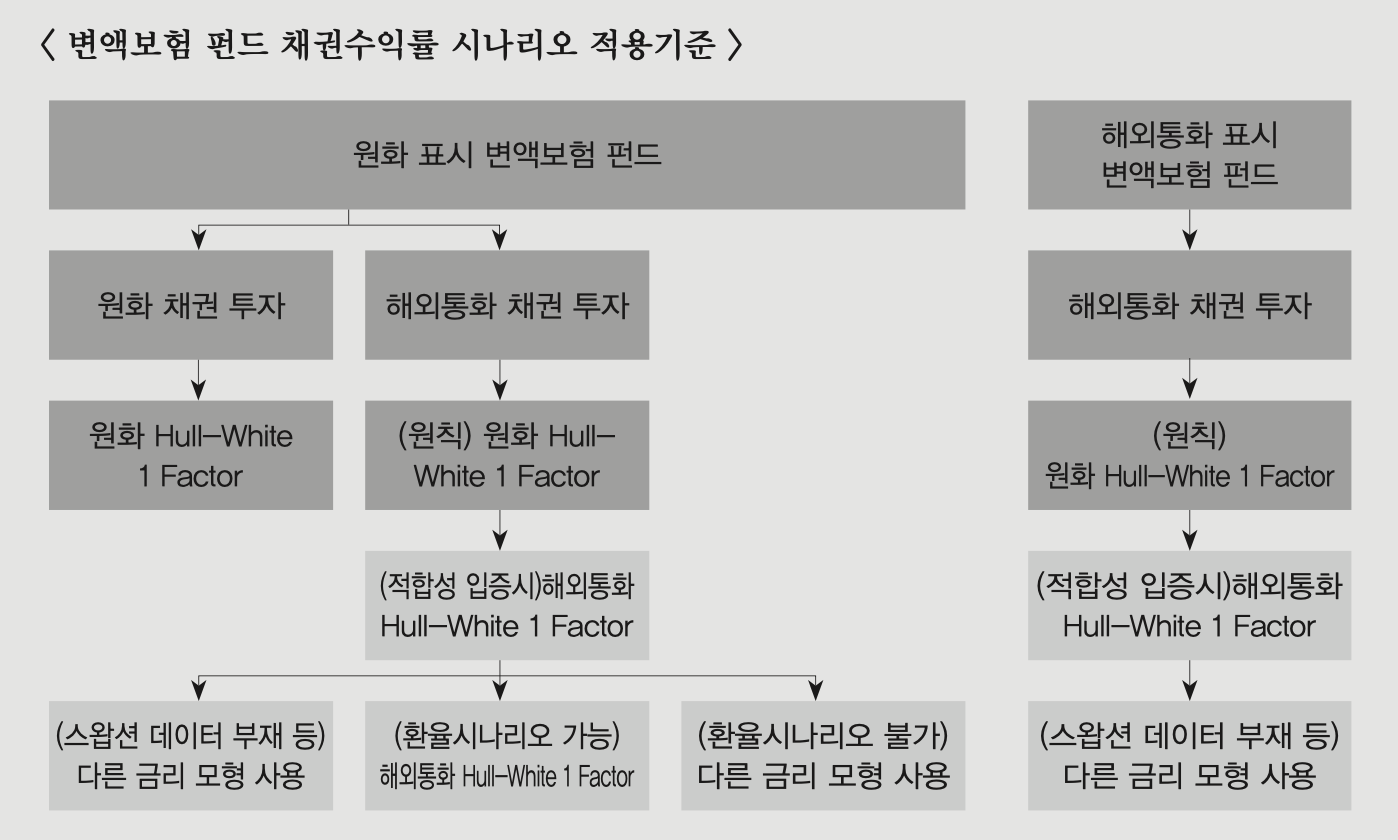 〈 변액보험 펀드 채권수익률 시나리오 적용기준 〉
원화 표시 변액보험 펀드
해외통화 표시
변액보험 펀드
원화 채권 투자
해외통화 채권 투자
해외통화 채권 투자
원화 Hull-White
1 Factor
(원칙) 원화 Hull-
White 1 Factor
(원칙)
원화 Hull-White 1 Factor
(적합성 입증시)해외통화
Hull-White 1 Factor
(적합성 입증시)해외통화
Hull-White 1 Factor
(스왑션 데이터 부재 등)
다른 금리 모형 사용
(환율시나리오 가능)
해외통화 Hull-White 1 Factor
(환율시나리오 불가)
다른 금리 모형 사용
(스왑션 데이터 부재 등)
다른 금리 모형 사용